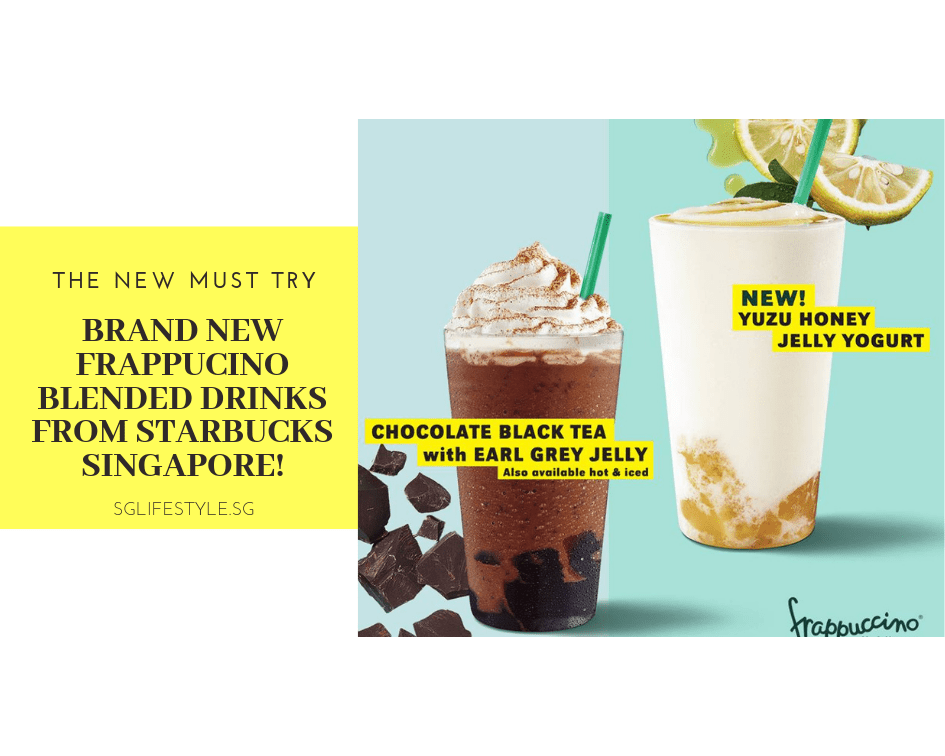 THE NEW MUST TRY
BRAND NEW
FRAPPUCINO
BLENDED DRINKS
FROM STARBUCKS
SINGAPORE!
SGLIFESTYLE.SG
CHOCOLATE BLACK TEA
with EARL GREY JELLY
Also available hot & iced
NEW!
YUZU HONEY
JELLY YOGURT
frappuccino®